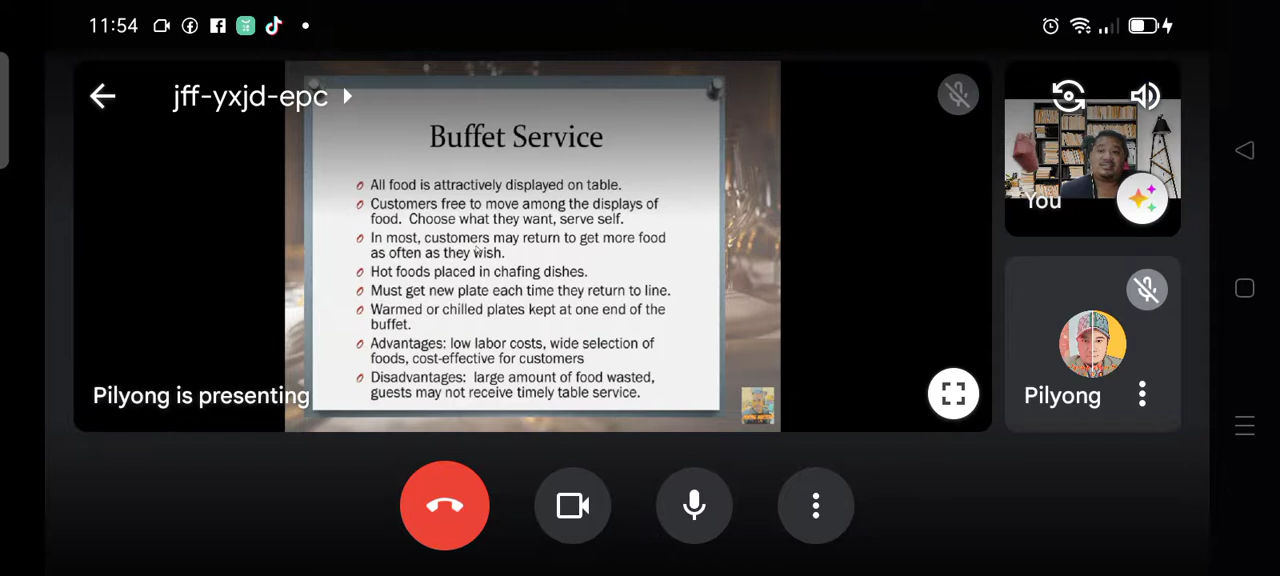 11:54
jff-yxjd-epc
Buffet Service
All food is attractively displayed on table.
Customers free to move among the displays of
food. Choose what they want, serve self.
In most, customers may return to get more food
as often as they wish.
Hot foods placed in chafing dishes.
Must get new plate each time they return to line.
Warmed or chilled plates kept at one end of the
buffet.
Advantages: low labor costs, wide selection of
foods, cost-effective for customers
Disadvantages: large amount of food wasted,
guests may not receive timely table service.
Pilyong is presenting
You
Pilyong